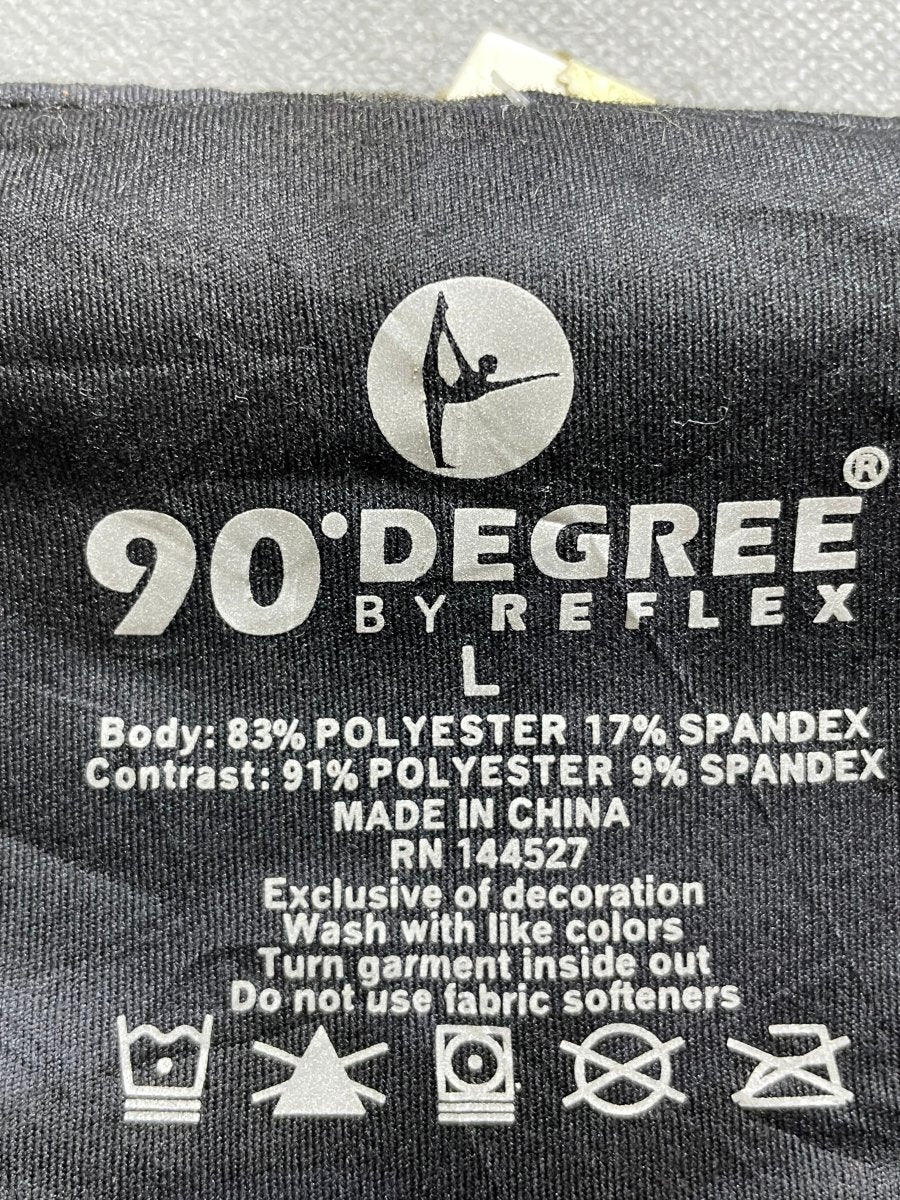 90°DEGREE®
BY REFLEX
L
Body: 83% POLYESTER 17% SPANDEX
Contrast: 91% POLYESTER 9% SPANDEX
MADE IN CHINA
RN 144527
Exclusive of decoration
Wash with like colors
Turn garment inside out
Do not use fabric softeners